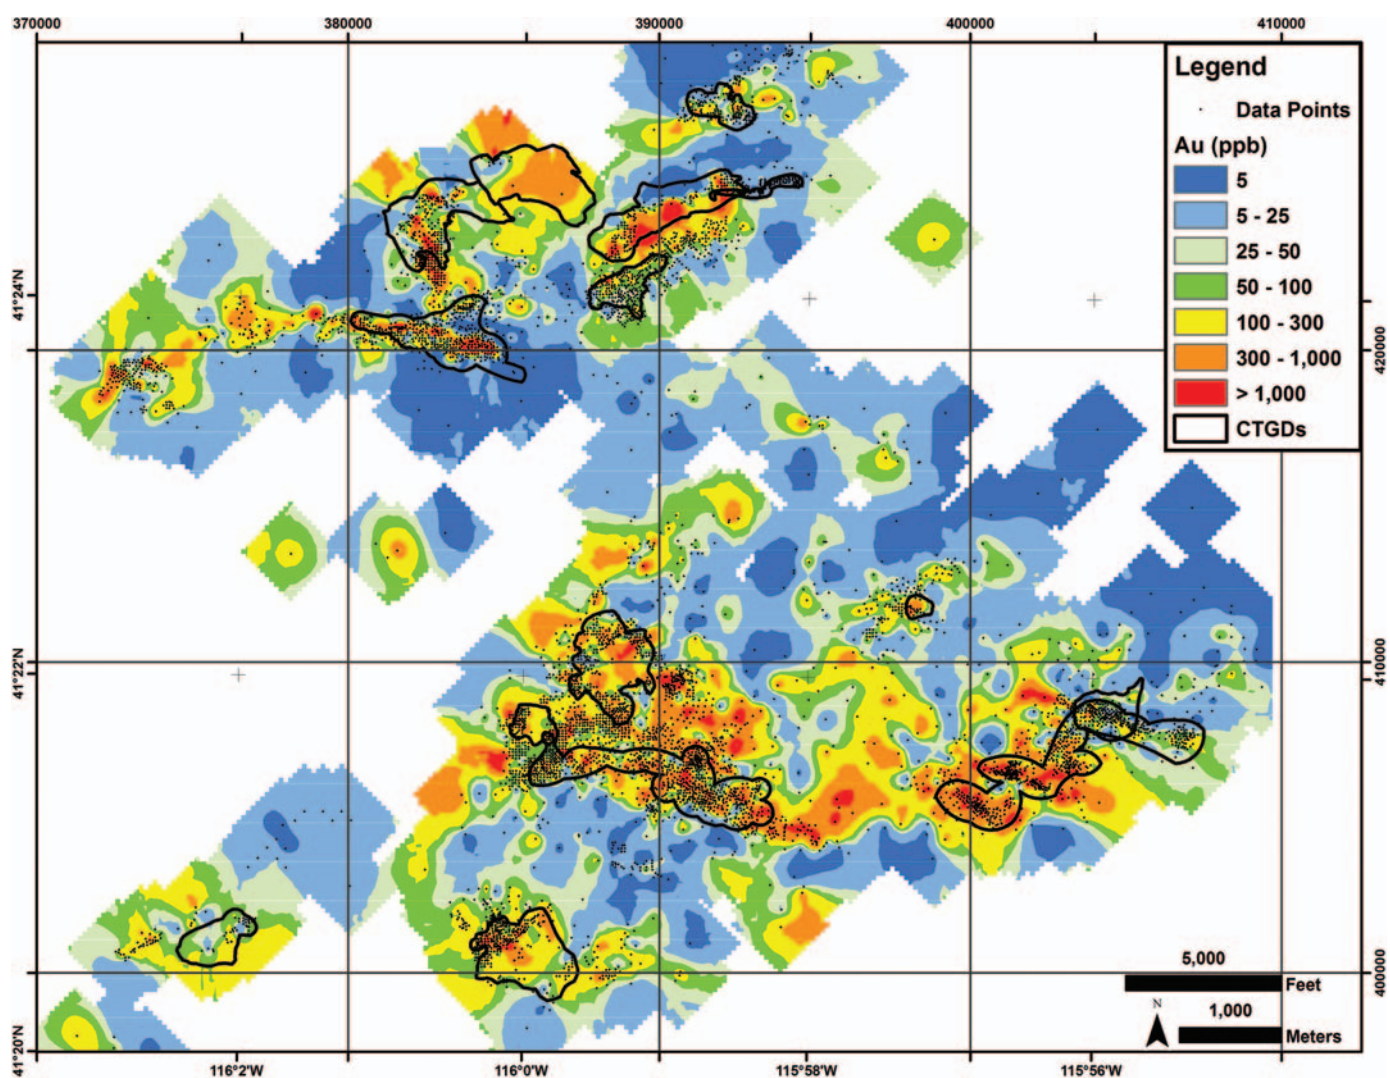 370000
380000
390000
400000
410000
Legend
Data Points
Au (ppb)
5
5 - 25
25 - 50
50 - 100
100 - 300
300 - 1,000
> 1,000
CTGDs
41°24'N
420000
41°22'N
410000
5,000
Feet
400000
N
1,000
Meters
41°20'N
116°2'W
116°0'W
115°58'W
115°56'W